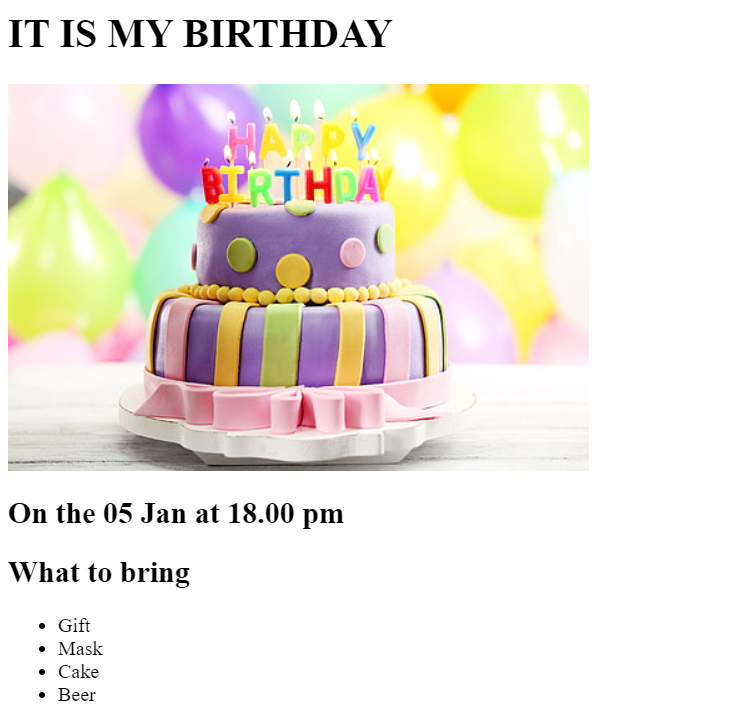 IT IS MY BIRTHDAY
HAPPY
BIRTHDAY
On the 05 Jan at 18.00 pm
What to bring
Gift
Mask
Cake
Beer